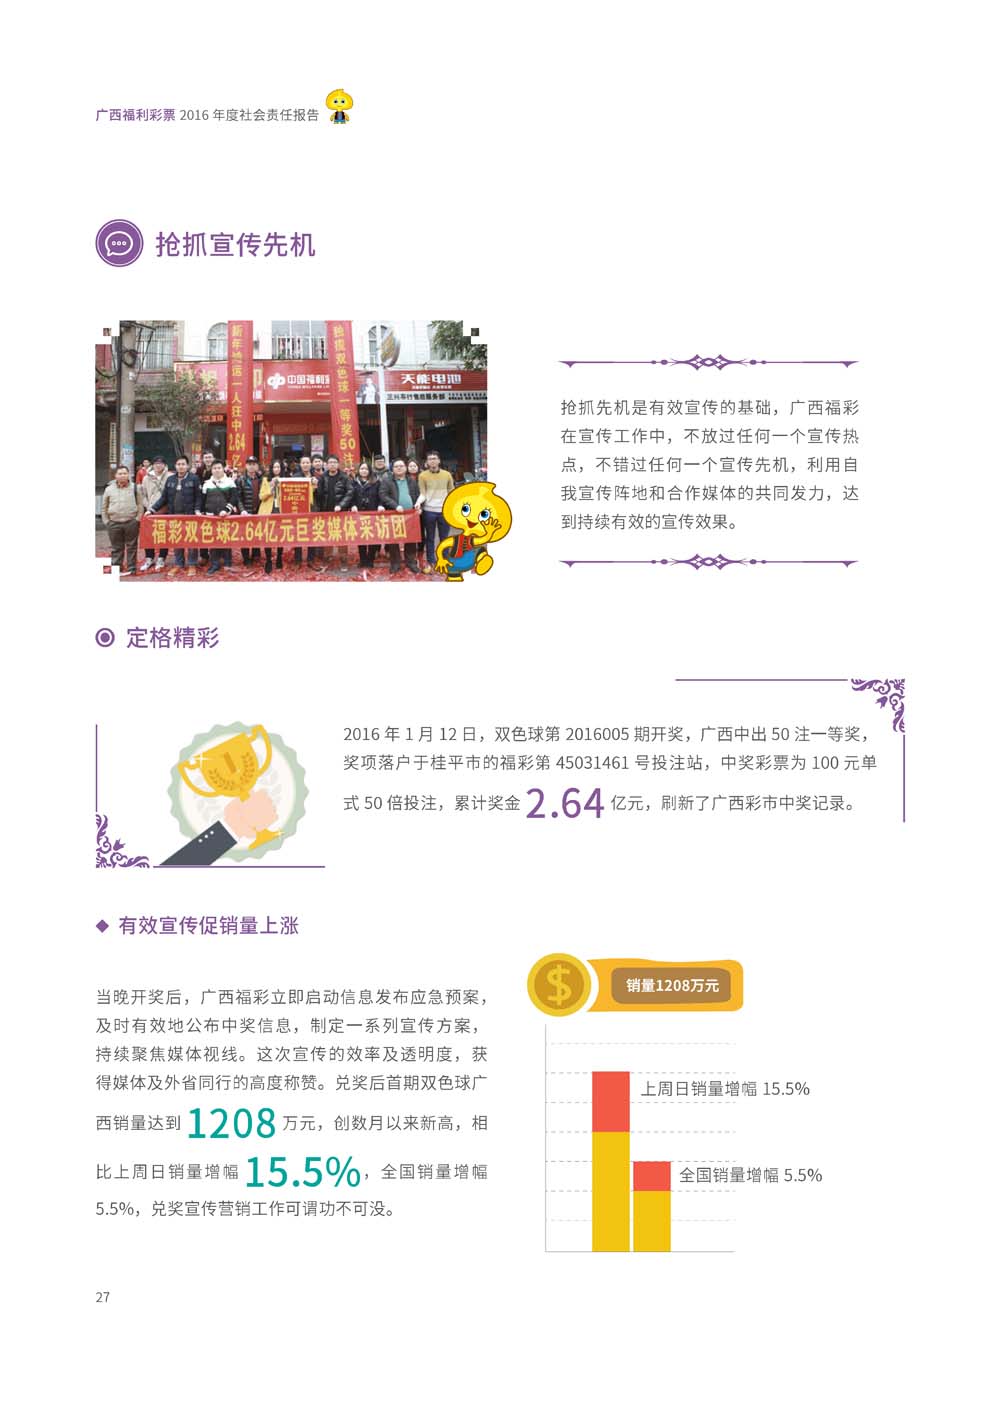 广西福利彩票 2016 年度社会责任报告
抢抓宣传先机
新年鸿运一人狂中2.64亿
独揽双色球一等奖50注
中国福利彩
天能电池
正兴车行售后服务部
2.64亿元
福彩双色球2.64亿元巨奖媒体采访团
抢抓先机是有效宣传的基础，广西福彩
在宣传工作中，不放过任何一个宣传热
点，不错过任何一个宣传先机，利用自
我宣传阵地和合作媒体的共同发力，达
到持续有效的宣传效果。
定格精彩
1
2016 年 1 月 12 日，双色球第 2016005 期开奖，广西中出 50 注一等奖，
奖项落户于桂平市的福彩第 45031461 号投注站，中奖彩票为 100 元单
式 50 倍投注，累计奖金 2.64 亿元，刷新了广西彩市中奖记录。
有效宣传促销量上涨
当晚开奖后，广西福彩立即启动信息发布应急预案，
及时有效地公布中奖信息，制定一系列宣传方案，
持续聚焦媒体视线。这次宣传的效率及透明度，获
得媒体及外省同行的高度称赞。兑奖后首期双色球广
西销量达到 1208 万元，创数月以来新高，相
比上周日销量增幅 15.5%，全国销量增幅
5.5%，兑奖宣传营销工作可谓功不可没。
$
销量1208万元
上周日销量增幅 15.5%
全国销量增幅 5.5%
27